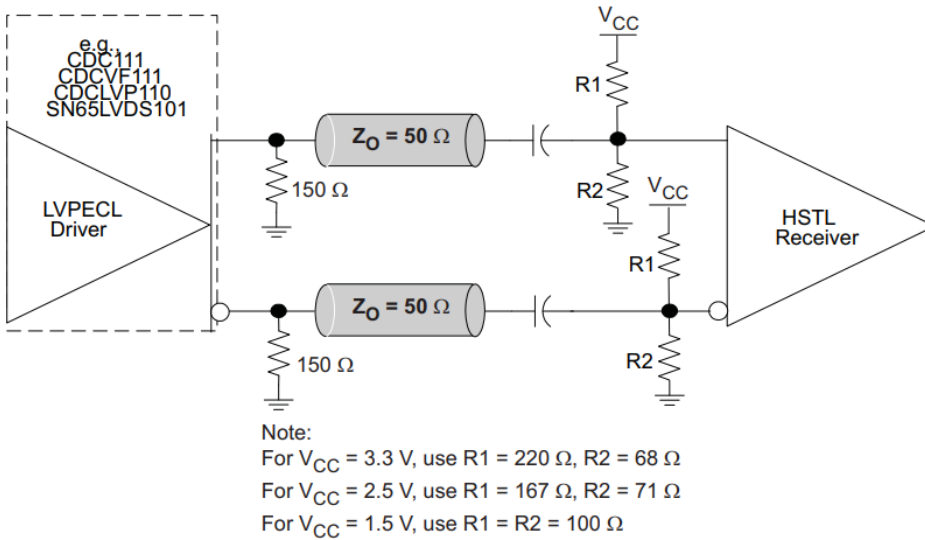 e.g.,
CDC111
CDCVF111
CDCLVP110
SN65LVDS101
LVPECL
Driver
150 Ω
Z_O = 50 Ω
V_CC
R1
R2
V_CC
R1
R2
HSTL
Receiver
Z_O = 50 Ω
150 Ω
Note:
For V_CC = 3.3 V, use R1 = 220 Ω, R2 = 68 Ω
For V_CC = 2.5 V, use R1 = 167 Ω, R2 = 71 Ω
For V_CC = 1.5 V, use R1 = R2 = 100 Ω